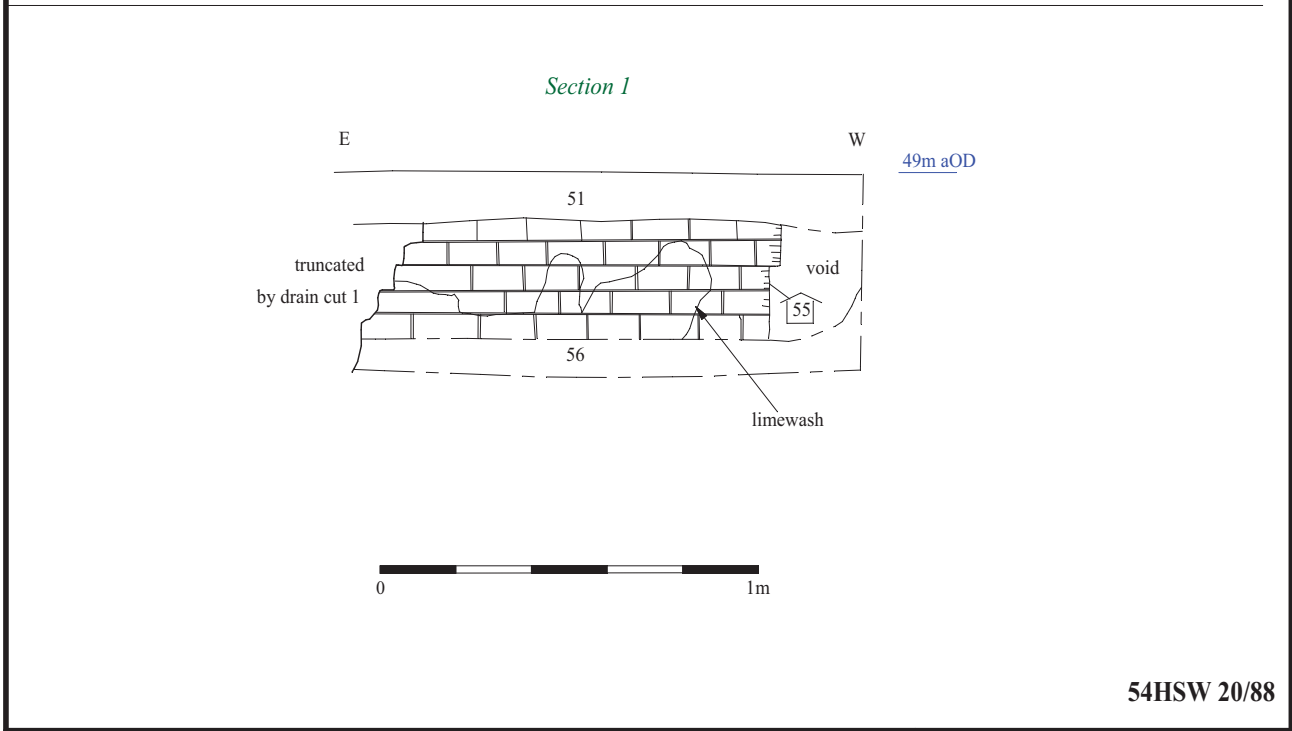 Section 1
E
W
49m aOD
51
truncated
by drain cut 1
void
55
56
limewash
0
1m
54HSW 20/88